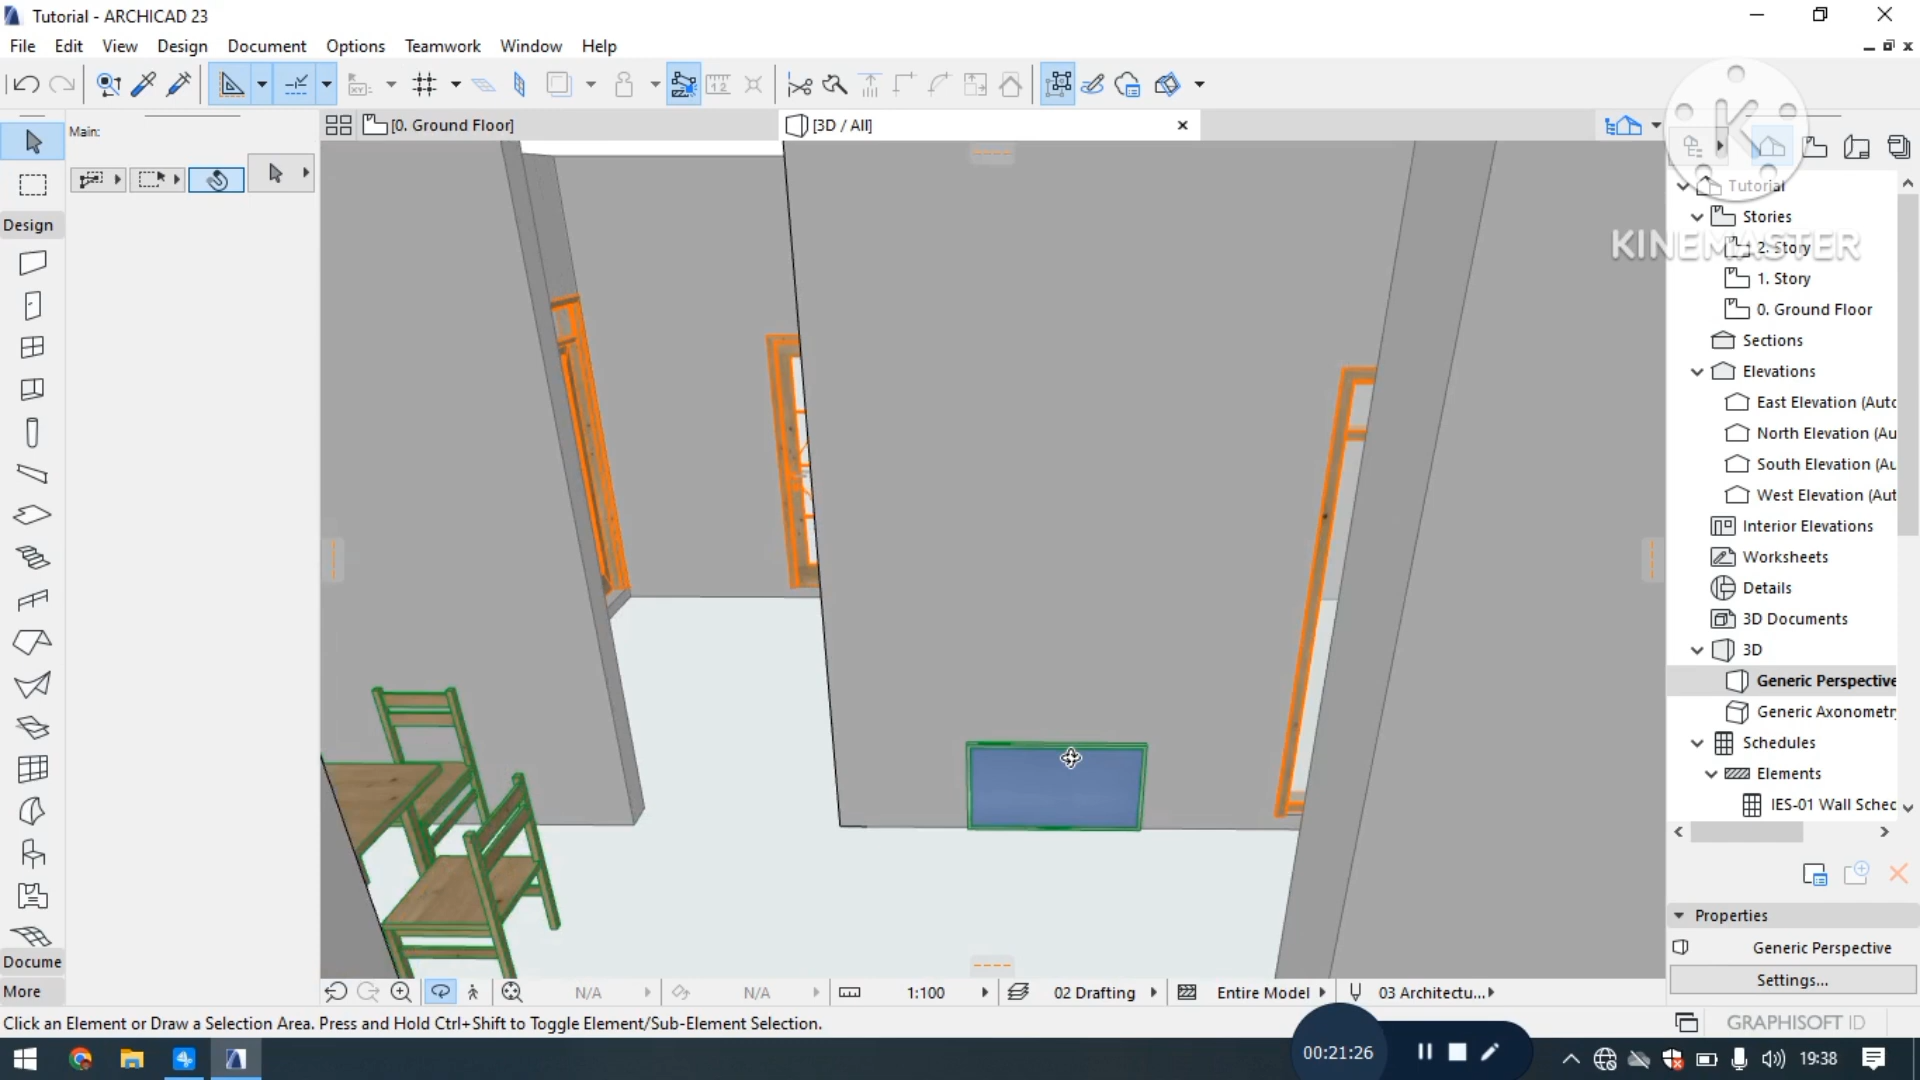 Tutorial - ARCHICAD 23
File Edit View Design Document Options Teamwork Window Help
Main:
[0. Ground Floor]
[3D / All]
Design
Tutorial
Stories
KINEMASTER
2. Story
1. Story
0. Ground Floor
Sections
Elevations
East Elevation (Autc
North Elevation (Au
South Elevation (Au
West Elevation (Aut
Interior Elevations
Worksheets
Details
3D Documents
3D
Generic Perspective
Generic Axonometr
Schedules
Elements
IES-01 Wall Schec
Properties
Generic Perspective
Settings...
Docume
More
N/A
N/A
1:100
02 Drafting
Entire Model
03 Architectu...
Click an Element or Draw a Selection Area. Press and Hold Ctrl+Shift to Toggle Element/Sub-Element Selection.
GRAPHISOFT ID
00:21:26
19:38